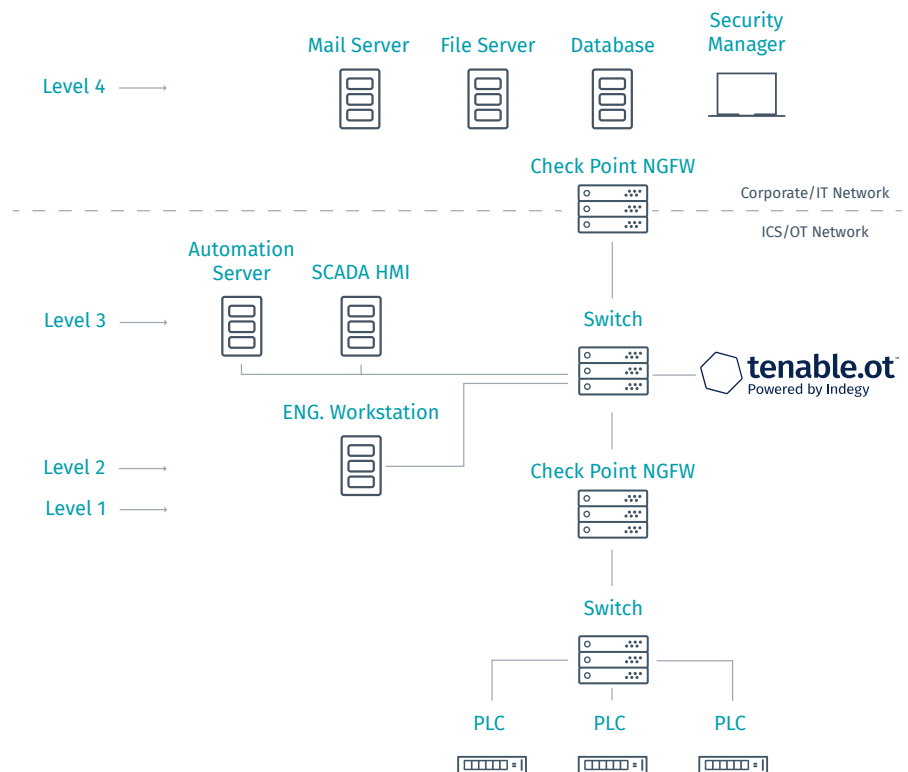 Security
Manager
Mail Server
File Server
Database
Level 4
Check Point NGFW
Corporate/IT Network
ICS/OT Network
Automation
Server
SCADA HMI
Level 3
Switch
tenable.ot™
Powered by Indegy
ENG. Workstation
Level 2
Check Point NGFW
Level 1
Switch
PLC
PLC
PLC